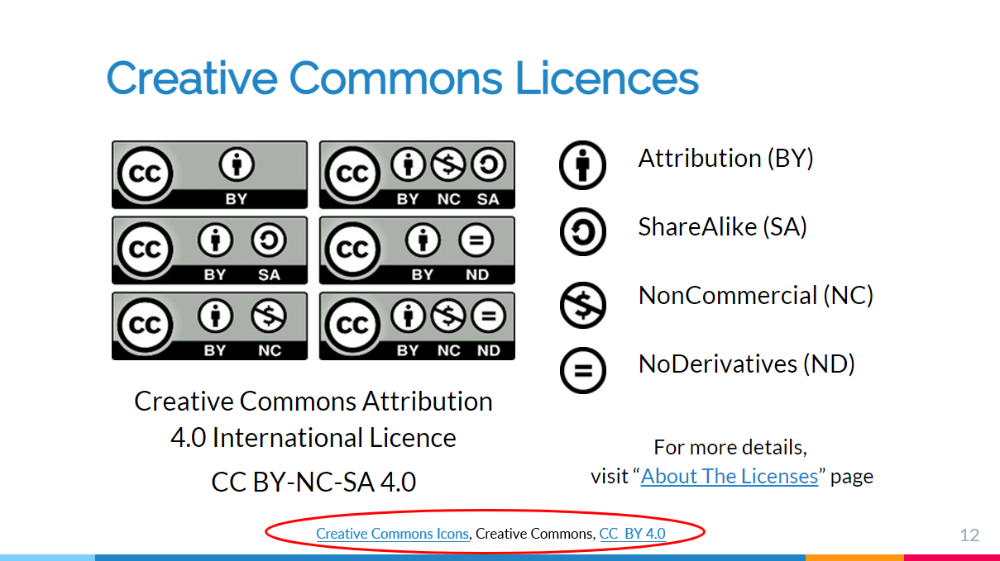 Creative Commons Licences
CC BY
CC BY NC SA
CC BY SA
CC BY ND
CC BY NC
CC BY NC ND
Creative Commons Attribution
4.0 International Licence
CC BY-NC-SA 4.0
Attribution (BY)
ShareAlike (SA)
$ NonCommercial (NC)
= NoDerivatives (ND)
For more details,
visit “About The Licenses” page
Creative Commons Icons, Creative Commons, CC BY 4.0
12